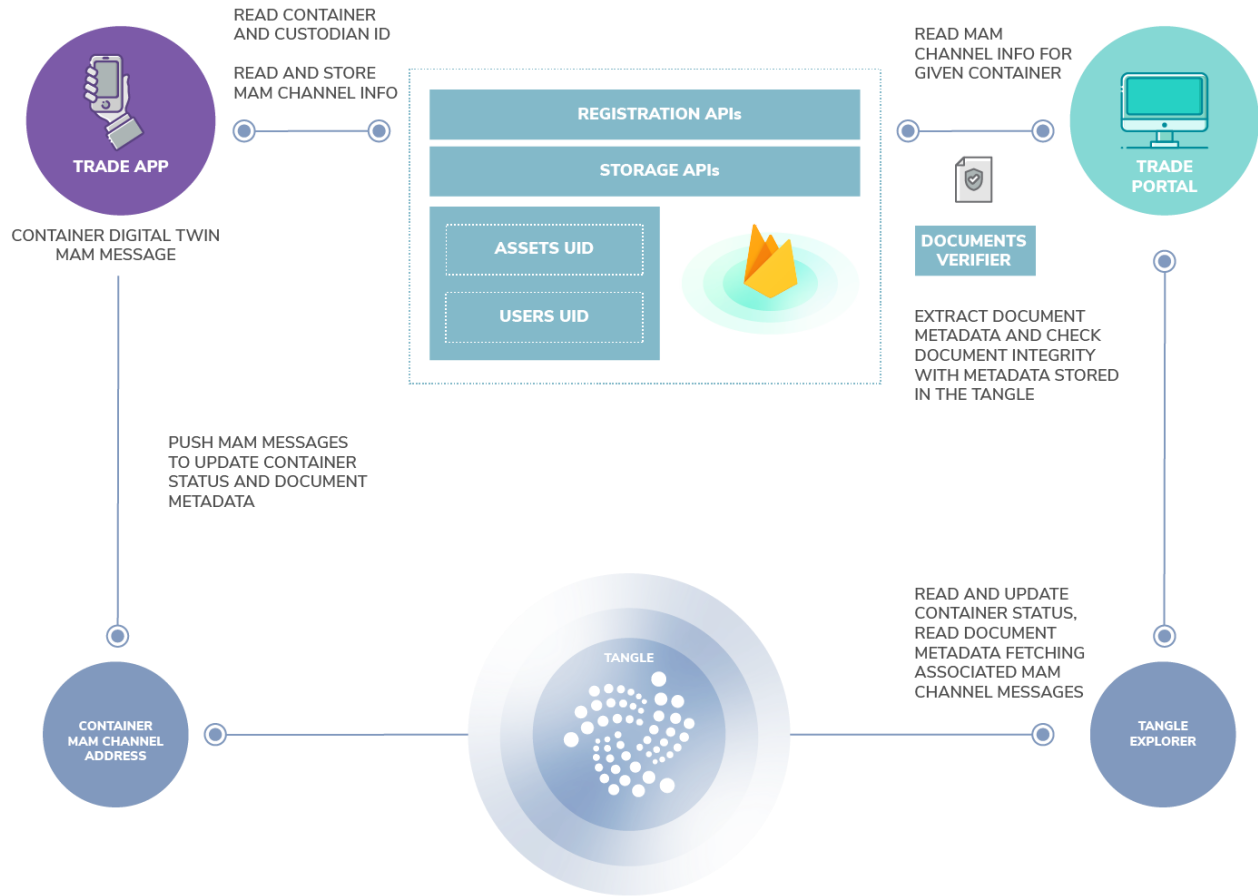 READ CONTAINER
AND CUSTODIAN ID
READ AND STORE
MAM CHANNEL INFO
TRADE APP
CONTAINER DIGITAL TWIN
MAM MESSAGE
REGISTRATION APIs
STORAGE APIs
ASSETS UID
USERS UID
READ MAM
CHANNEL INFO FOR
GIVEN CONTAINER
TRADE
PORTAL
DOCUMENTS
VERIFIER
EXTRACT DOCUMENT
METADATA AND CHECK
DOCUMENT INTEGRITY
WITH METADATA STORED
IN THE TANGLE
PUSH MAM MESSAGES
TO UPDATE CONTAINER
STATUS AND DOCUMENT
METADATA
READ AND UPDATE
CONTAINER STATUS,
READ DOCUMENT
METADATA FETCHING
ASSOCIATED MAM
CHANNEL MESSAGES
CONTAINER
MAM CHANNEL
ADDRESS
TANGLE
TANGLE
EXPLORER